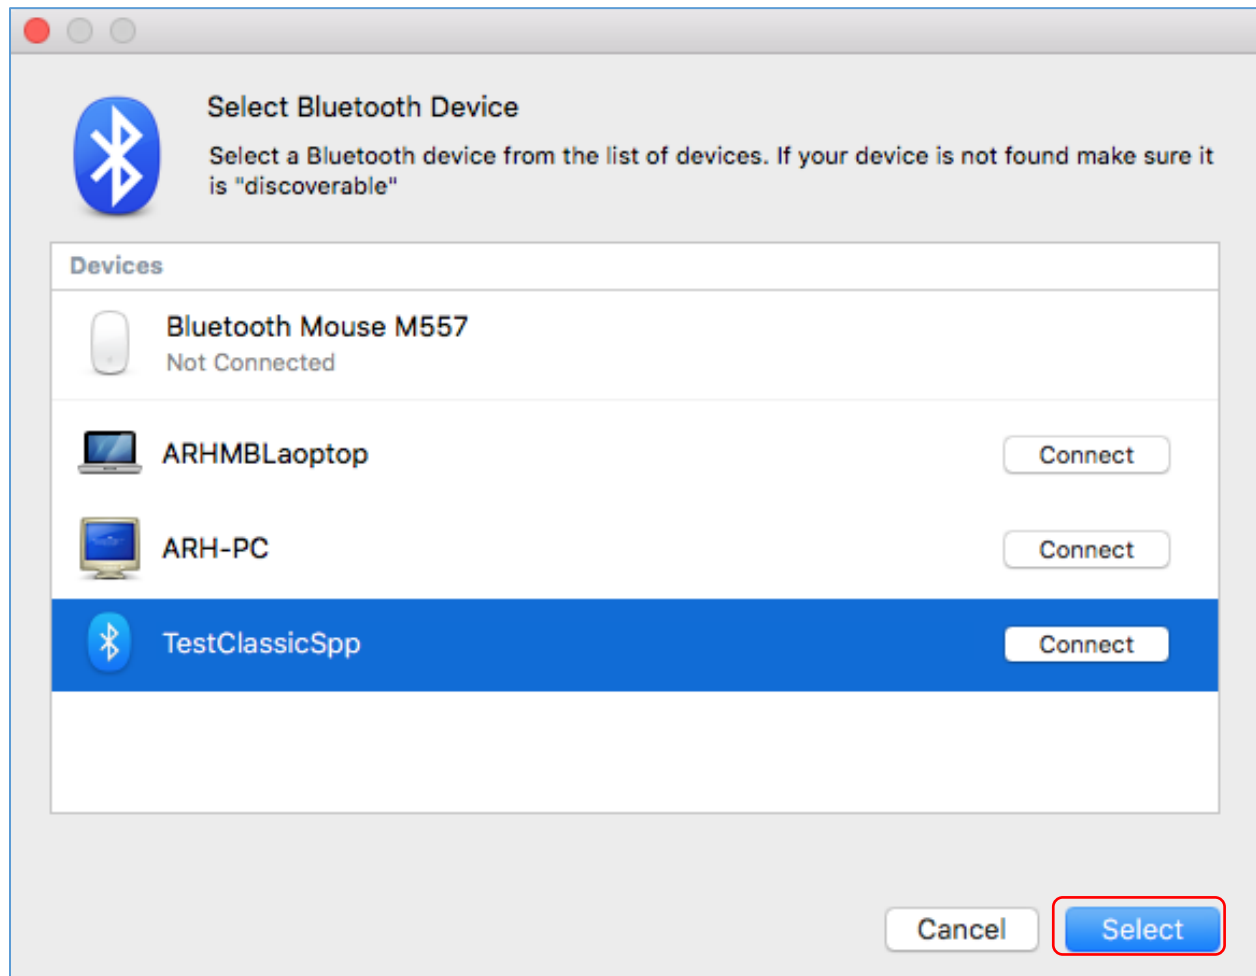 Select Bluetooth Device
Select a Bluetooth device from the list of devices. If your device is not found make sure it
is "discoverable"
Devices
Bluetooth Mouse M557
Not Connected
ARHMBLaoptop
Connect
ARH-PC
Connect
TestClassicSpp
Connect
Cancel
Select